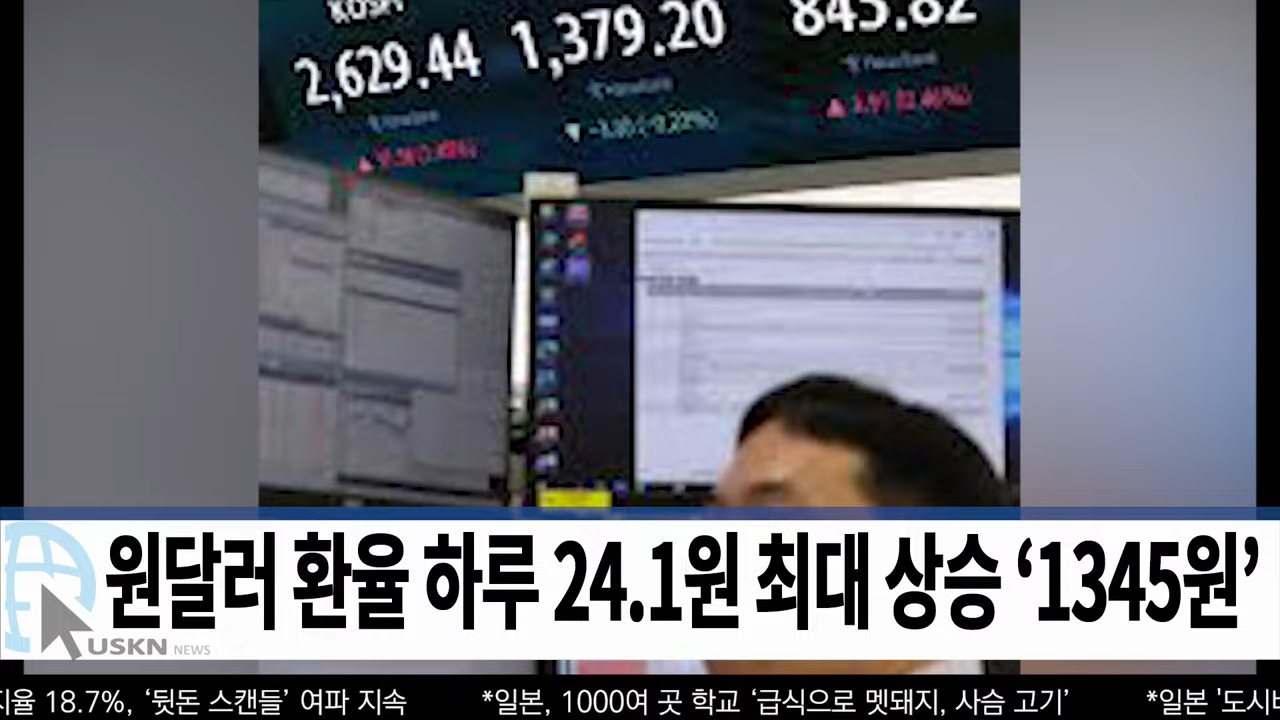 KOSPI
2,629.44 1,379.20 845.82
원달러 환율 하루 24.1원 최대 상승 ‘1345원’
USKN NEWS
지율 18.7%, ‘뒷돈 스캔들’ 여파 지속 *일본, 1000여 곳 학교 ‘급식으로 멧돼지, 사슴 고기’ *일본 '도시바